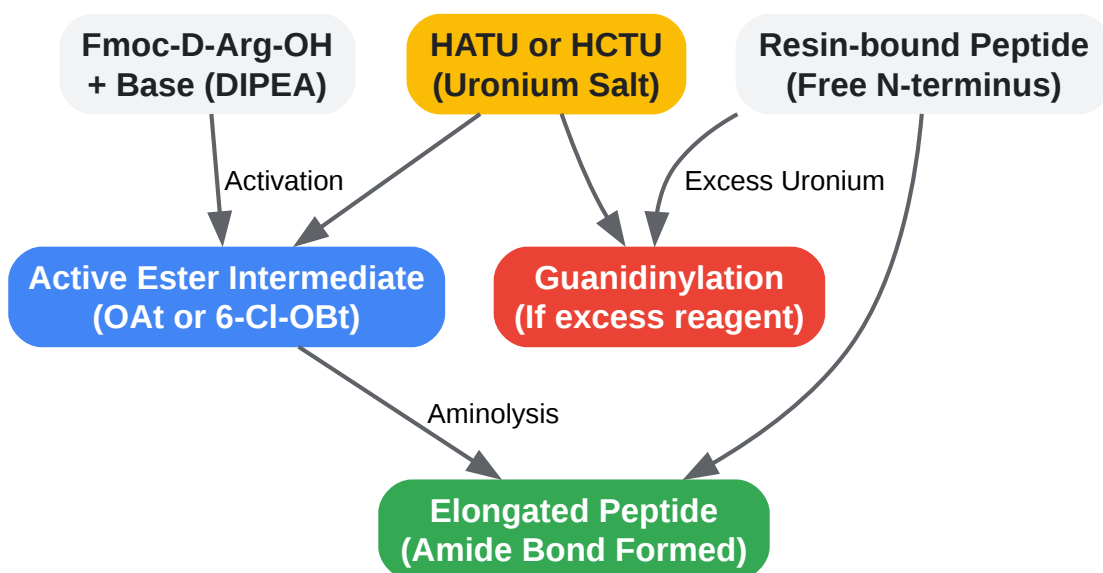 Fmoc-D-Arg-OH
+ Base (DIPEA)
HATU or HCTU
(Uronium Salt)
Resin-bound Peptide
(Free N-terminus)
Activation
Excess Uronium
Active Ester Intermediate
(OAt or 6-Cl-OBt)
Guanidinylation
(If excess reagent)
Aminolysis
Elongated Peptide
(Amide Bond Formed)